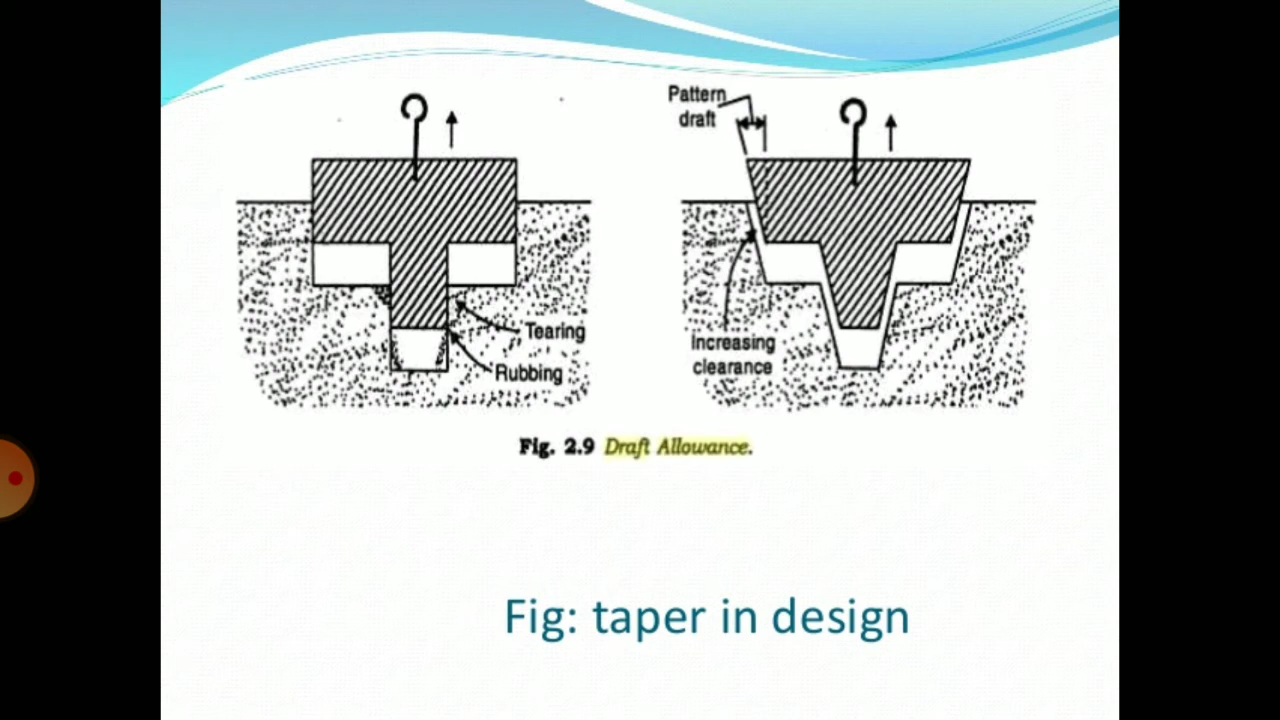 Pattern
draft
Tearing
Rubbing
Increasing
clearance
Fig. 2.9 Draft Allowance.
Fig: taper in design